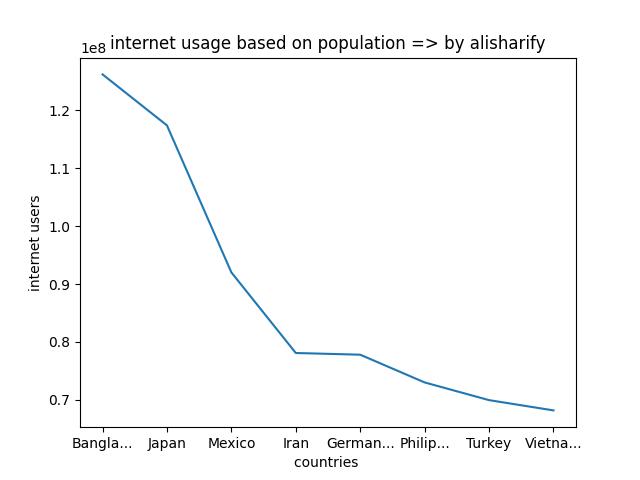 internet usage based on population => by alisharify
1e8
1.2
1.1
1.0
0.9
0.8
0.7
internet users
Bangla... Japan Mexico Iran German... Philip... Turkey Vietna...
countries